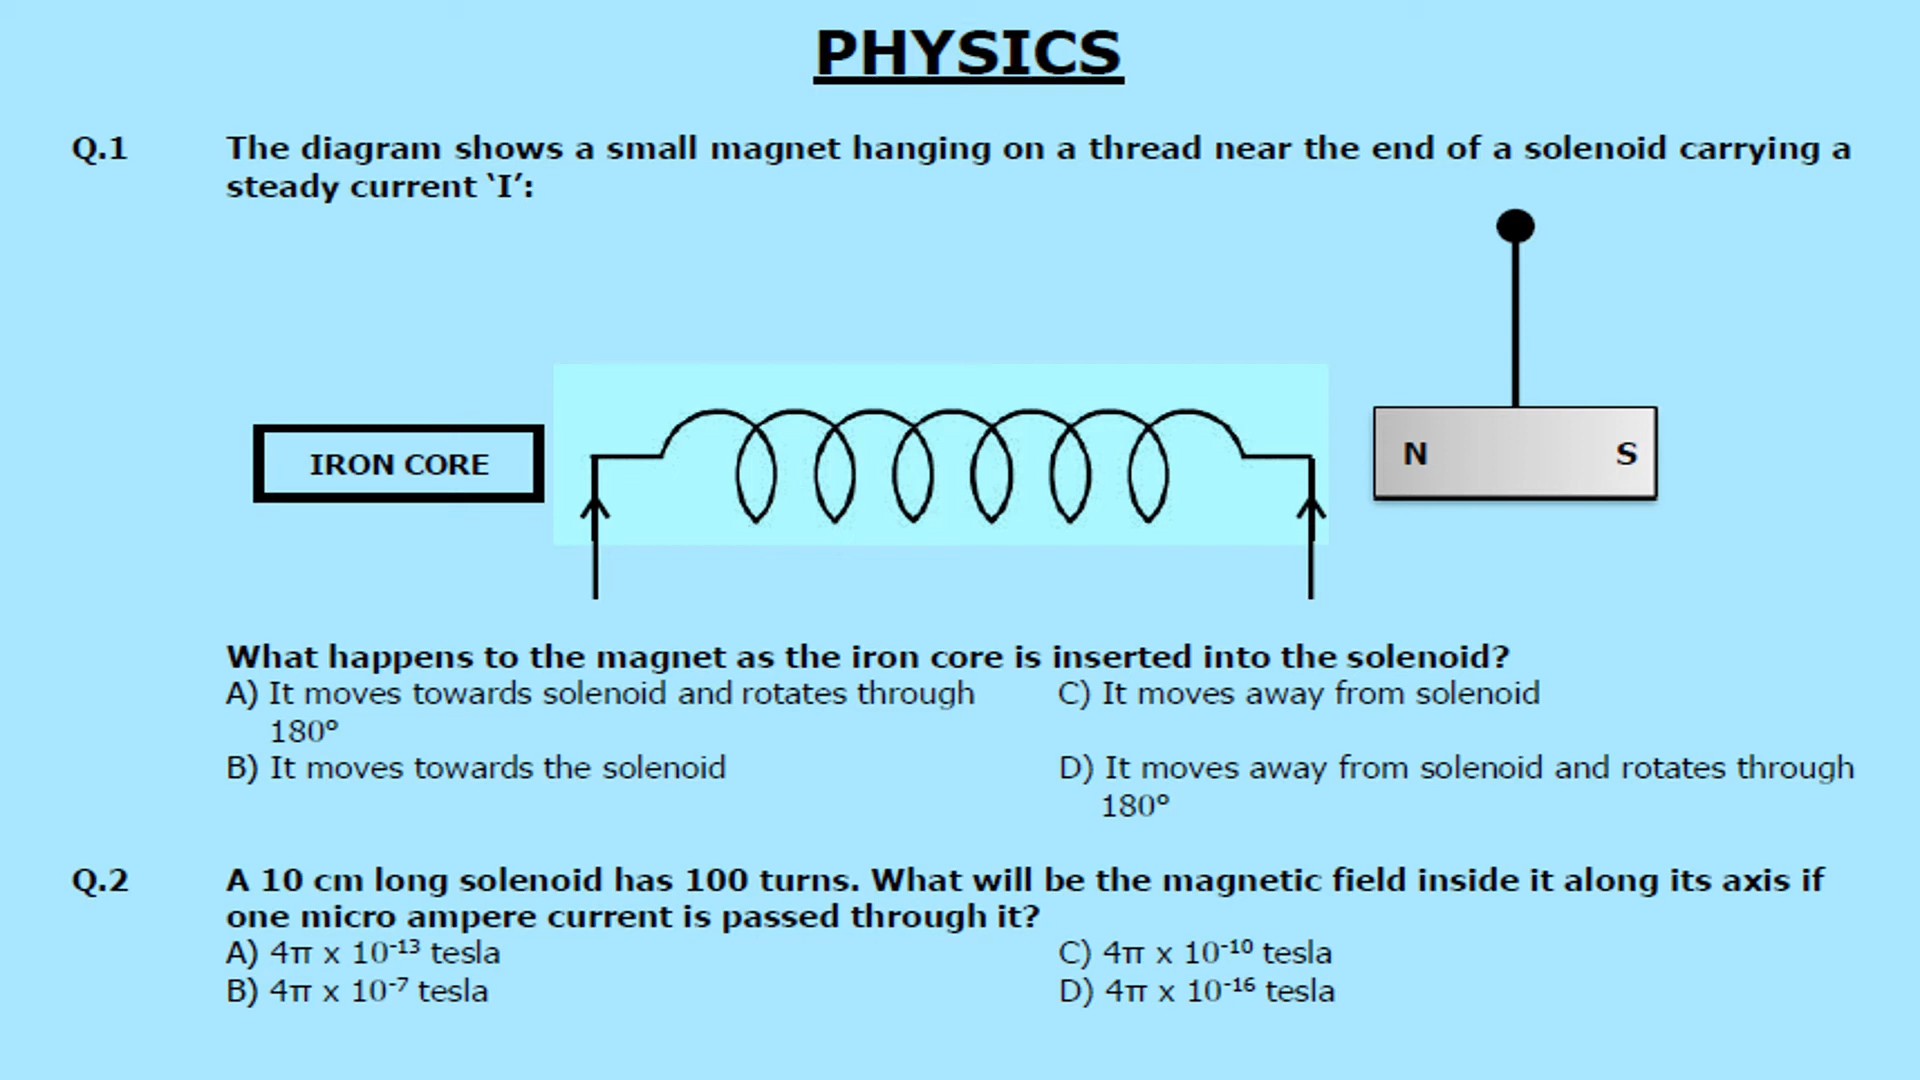 PHYSICS
Q.1 The diagram shows a small magnet hanging on a thread near the end of a solenoid carrying a
steady current ‘I’:
IRON CORE
N S
What happens to the magnet as the iron core is inserted into the solenoid?
A) It moves towards solenoid and rotates through C) It moves away from solenoid
180°
B) It moves towards the solenoid D) It moves away from solenoid and rotates through
180°
Q.2 A 10 cm long solenoid has 100 turns. What will be the magnetic field inside it along its axis if
one micro ampere current is passed through it?
A) 4π x 10⁻¹³ tesla C) 4π x 10⁻¹⁰ tesla
B) 4π x 10⁻⁷ tesla D) 4π x 10⁻¹⁶ tesla